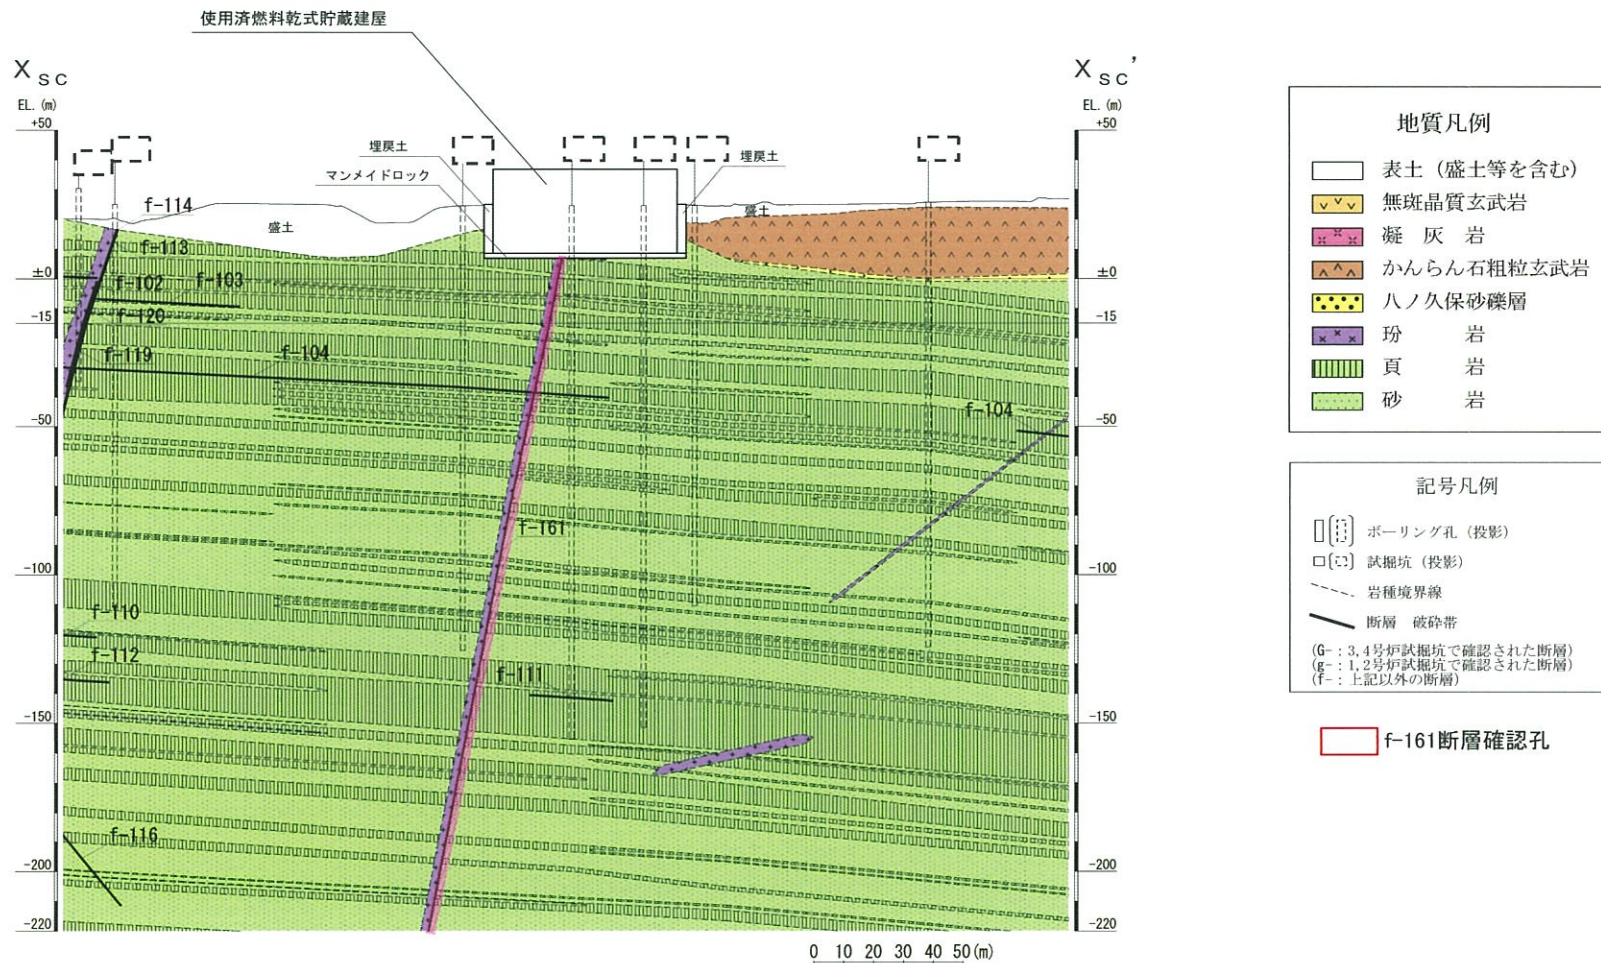 使用済燃料乾式貯蔵建屋
XSC
XSC'
EL. (m)
EL. (m)
+50
+50
埋戻土
埋戻土
マンメイドロック
f-114
盛土
盛土
f-113
±0
±0
f-102
f-103
-15
-15
f-120
f-119
f-104
f-104
-50
-50
f-161
-100
-100
f-110
f-112
f-111
-150
-150
f-116
-200
-200
-220
-220
0 10 20 30 40 50(m)
地質凡例
表土（盛土等を含む）
無斑晶質玄武岩
凝灰岩
かんらん石粗粒玄武岩
八ノ久保砂礫層
玢岩
頁岩
砂岩
記号凡例
ボーリング孔（投影）
試掘坑（投影）
岩種境界線
断層 破砕帯
(G-：3,4号炉試掘坑で確認された断層)
(g-：1,2号炉試掘坑で確認された断層)
(f-：上記以外の断層)
f-161断層確認孔